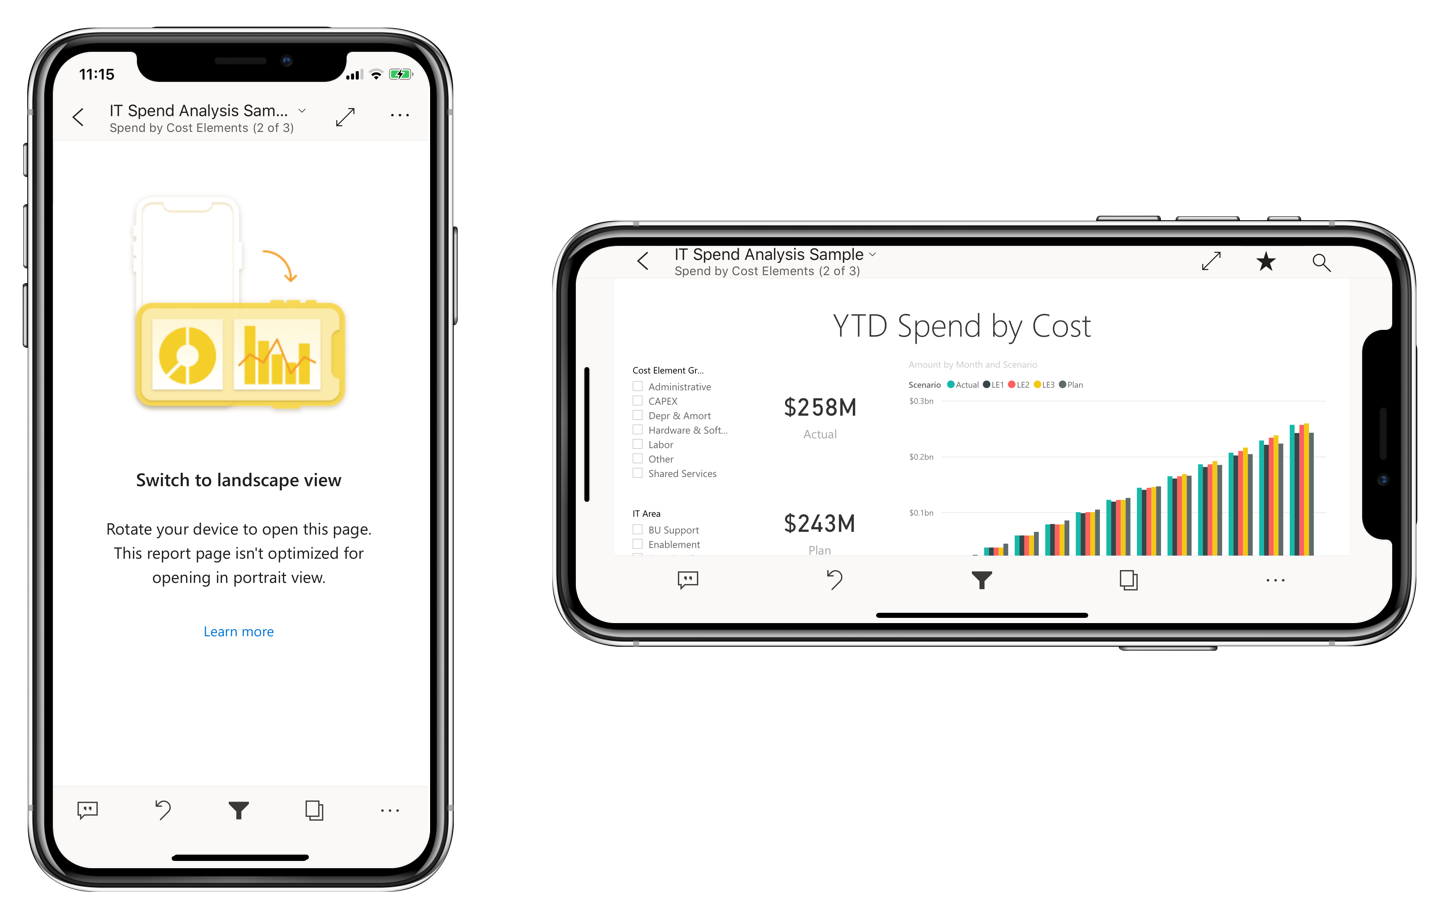 11:15
IT Spend Analysis Sam...
Spend by Cost Elements (2 of 3)
Switch to landscape view
Rotate your device to open this page.
This report page isn't optimized for
opening in portrait view.
Learn more
IT Spend Analysis Sample
Spend by Cost Elements (2 of 3)
YTD Spend by Cost
Cost Element Gr...
Administrative
CAPEX
Depr & Amort
Hardware & Soft...
Labor
Other
Shared Services
IT Area
BU Support
Enablement
$258M
Actual
$243M
Plan
Amount by Month and Scenario
Scenario Actual LE1 LE2 LE3 Plan
$0.3bn
$0.2bn
$0.1bn